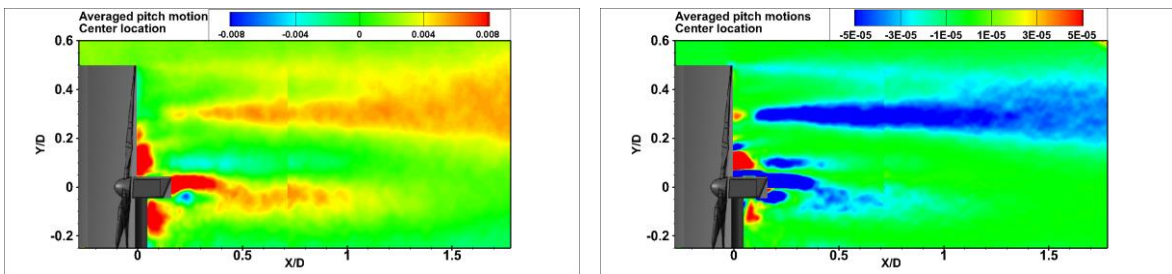 Averaged pitch motion
Center location
-0.008 -0.004 0 0.004 0.008
0.6
0.4
0.2
0
-0.2
Y/D
0 0.5 1 1.5
X/D
Averaged pitch motions
Center location
-5E-05 -3E-05 -1E-05 1E-05 3E-05 5E-05
0.6
0.4
0.2
0
-0.2
Y/D
0 0.5 1 1.5
X/D